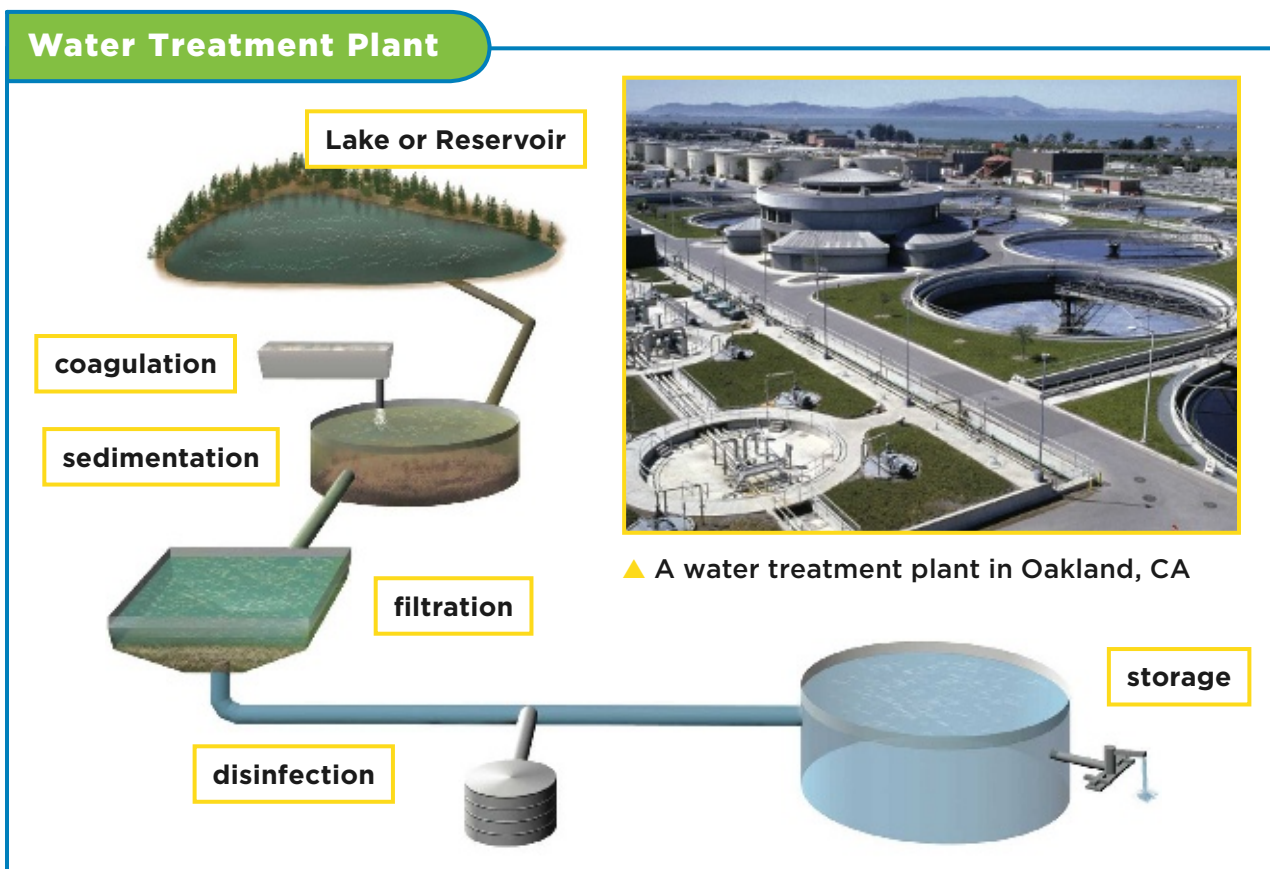 Water Treatment Plant
Lake or Reservoir
coagulation
sedimentation
filtration
disinfection
storage
▲ A water treatment plant in Oakland, CA